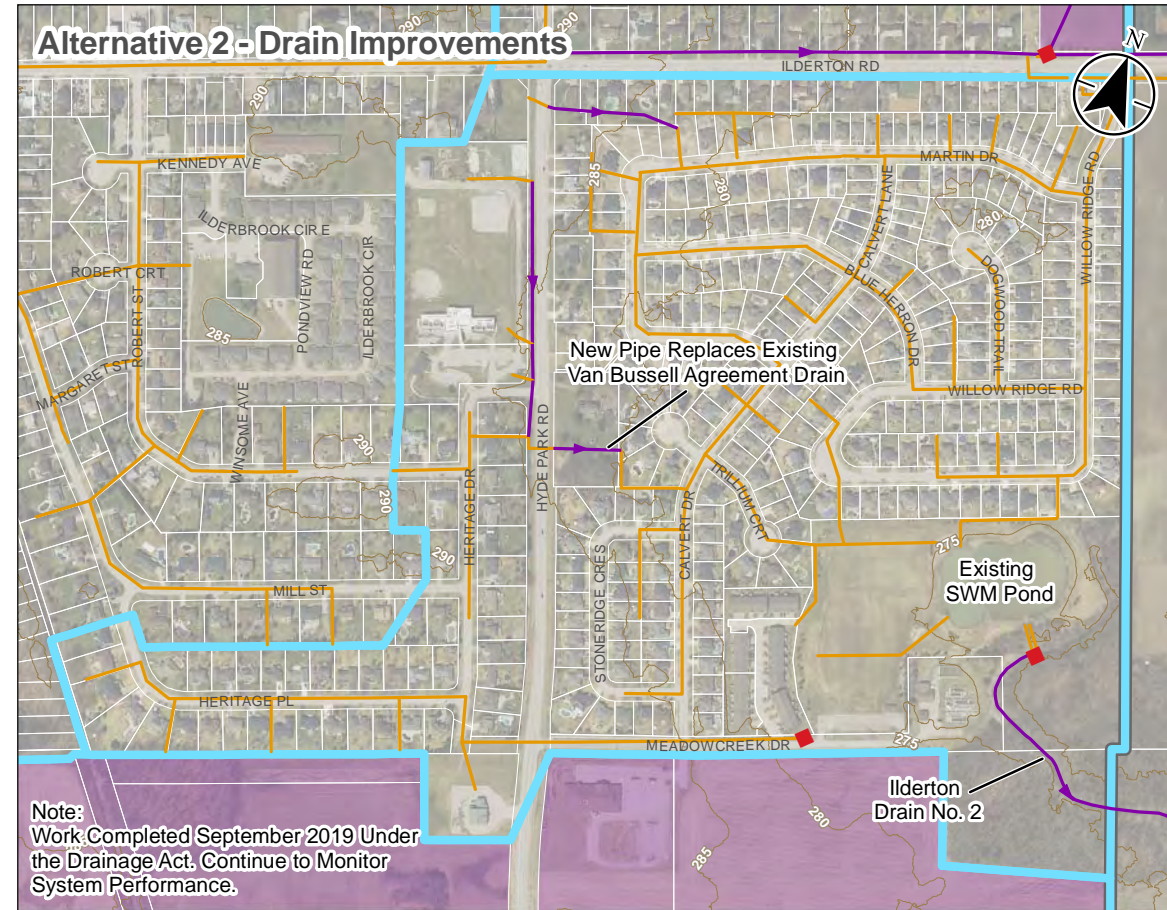 Alternative 2 - Drain Improvements
290
290
N
ILDERTON RD
290
KENNEDY AVE
MARTIN DR
285
280
WILLOW RIDGE RD
CALVERT LANE
ILDERBROOK CIR E
ILDERBROOK CIR
280
PONDVIEW RD
DOGWOOD TRAIL
BLUE HERRON DR
ROBERT CRT
ROBERT ST
285
New Pipe Replaces Existing
Van Bussell Agreement Drain
MARGARET ST
WILLOW RIDGE RD
WINSOME AVE
290
HYDE PARK RD
HERITAGE DR
290
TRILLIUM CRT
CALVERT DR
275
290
Existing
SWM Pond
MILL ST
STONERIDGE CRES
HERITAGE PL
MEADOWCREEK DR
275
Ilderton
Drain No. 2
280
285
Note:
Work Completed September 2019 Under
the Drainage Act. Continue to Monitor
System Performance.